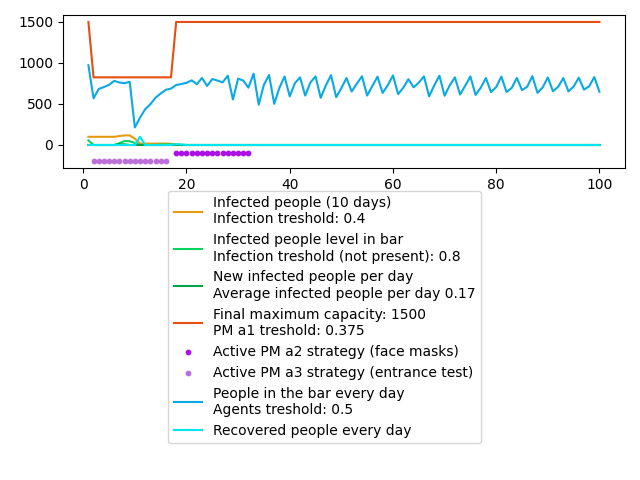 1500
1000
500
0
0 20 40 60 80 100
Infected people (10 days)
Infection treshold: 0.4
Infected people level in bar
Infection treshold (not present): 0.8
New infected people per day
Average infected people per day 0.17
Final maximum capacity: 1500
PM a1 treshold: 0.375
Active PM a2 strategy (face masks)
Active PM a3 strategy (entrance test)
People in the bar every day
Agents treshold: 0.5
Recovered people every day